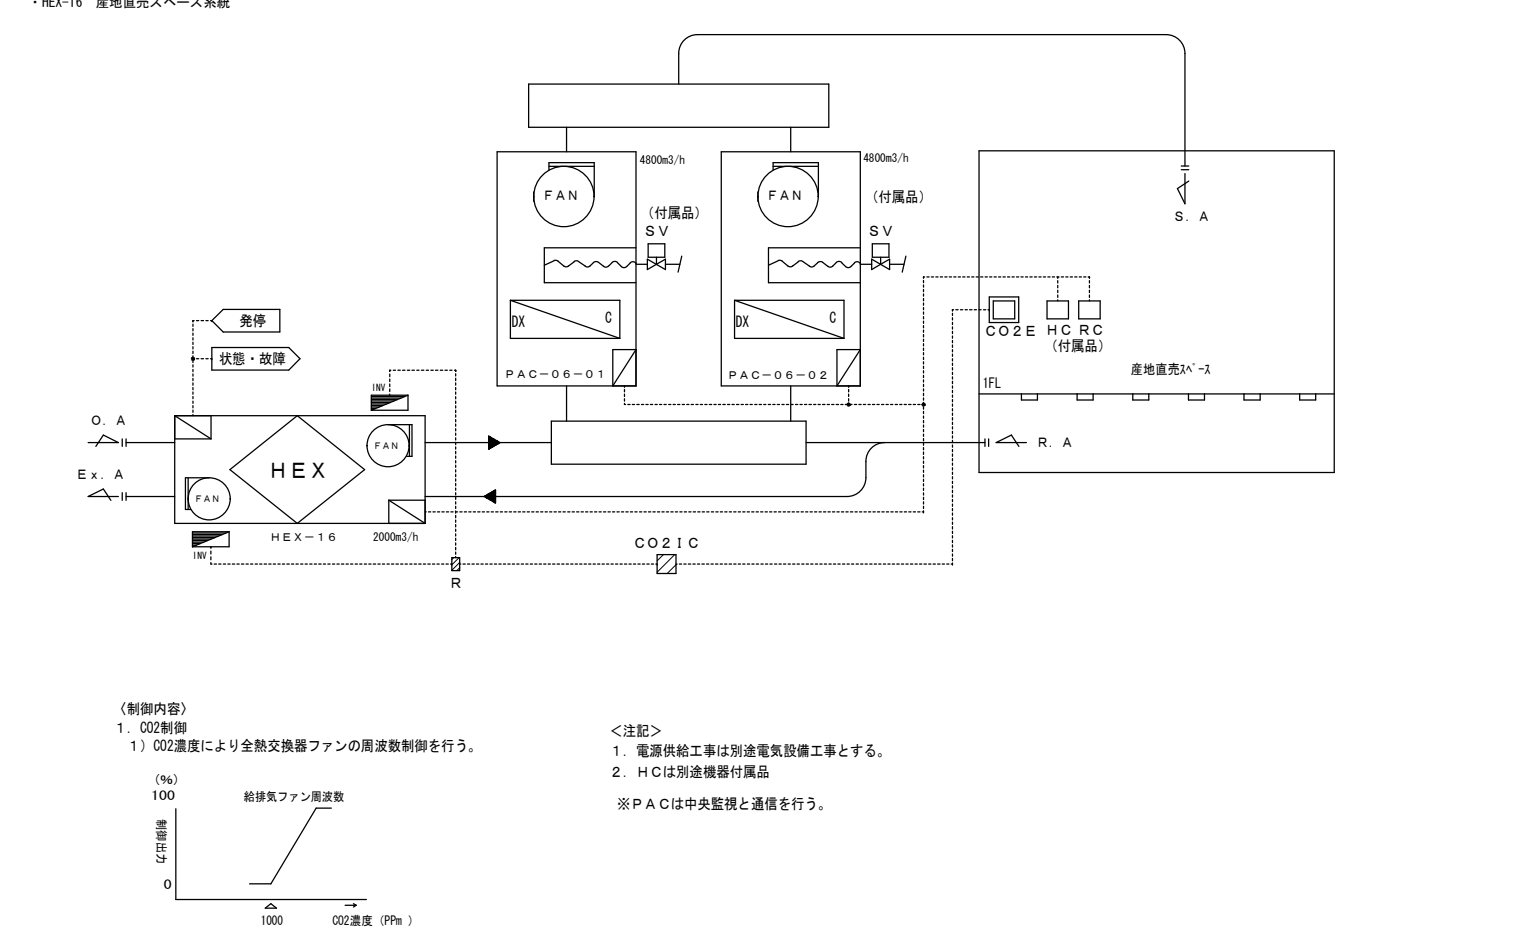 ・HEX-16　産地直売スペース系統
4800m3/h
4800m3/h
ＦＡＮ
ＦＡＮ
（付属品）
（付属品）
ＳＶ
ＳＶ
Ｓ．Ａ
DX
C
DX
C
ＰＡＣ－０６－０１
ＰＡＣ－０６－０２
発停
状態・故障
ＣＯ２Ｅ
ＨＣ
ＲＣ
（付属品）
産地直売ｽﾍﾟｰｽ
1FL
INV
Ｏ．Ａ
ＦＡＮ
ＨＥＸ
Ｒ．Ａ
Ｅｘ．Ａ
ＦＡＮ
ＨＥＸ－１６
2000m3/h
INV
ＣＯ２ＩＣ
Ｒ
〈制御内容〉
１．CO2制御
１）CO2濃度により全熱交換器ファンの周波数制御を行う。
（%）
100
給排気ファン周波数
制御出力
0
1000
→
CO2濃度（PPm ）
＜注記＞
１．電源供給工事は別途電気設備工事とする。
２．ＨＣは別途機器付属品
※ＰＡＣは中央監視と通信を行う。